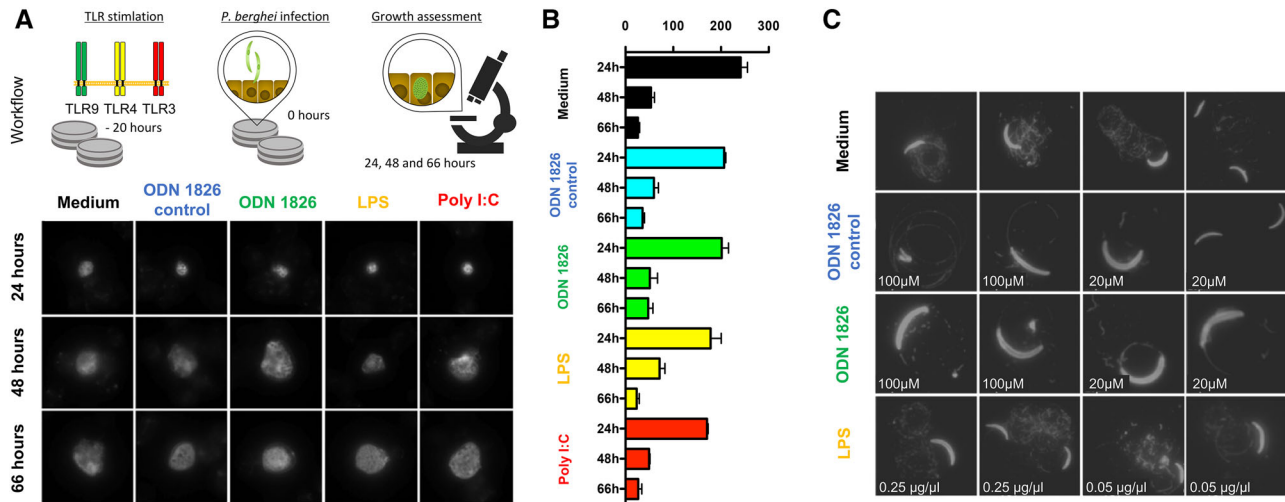 A
TLR stimlation
P. berghei infection
Growth assessment
Workflow
TLR9 TLR4 TLR3
- 20 hours
0 hours
24, 48 and 66 hours
Medium
ODN 1826
control
ODN 1826
LPS
Poly I:C
24 hours
48 hours
66 hours
B
0 100 200 300
Medium
24h
48h
66h
ODN 1826
control
24h
48h
66h
ODN 1826
24h
48h
66h
LPS
24h
48h
66h
Poly I:C
24h
48h
66h
C
Medium
ODN 1826
control
100µM 100µM 20µM 20µM
ODN 1826
100µM 100µM 20µM 20µM
LPS
0.25 µg/µl 0.25 µg/µl 0.05 µg/µl 0.05 µg/µl